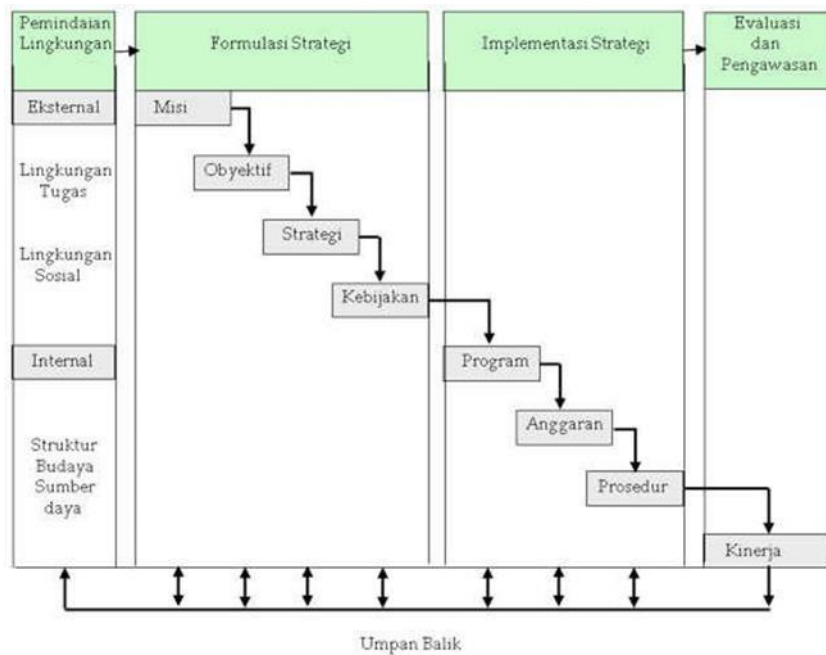 Pemindaian
Lingkungan
Formulasi Strategi
Implementasi Strategi
Evaluasi
dan
Pengawasan
Eksternal
Lingkungan
Tugas
Lingkungan
Sosial
Internal
Struktur
Budaya
Sumber
daya
Misi
Obyektif
Strategi
Kebijakan
Program
Anggaran
Prosedur
Kinerja
Umpan Balik